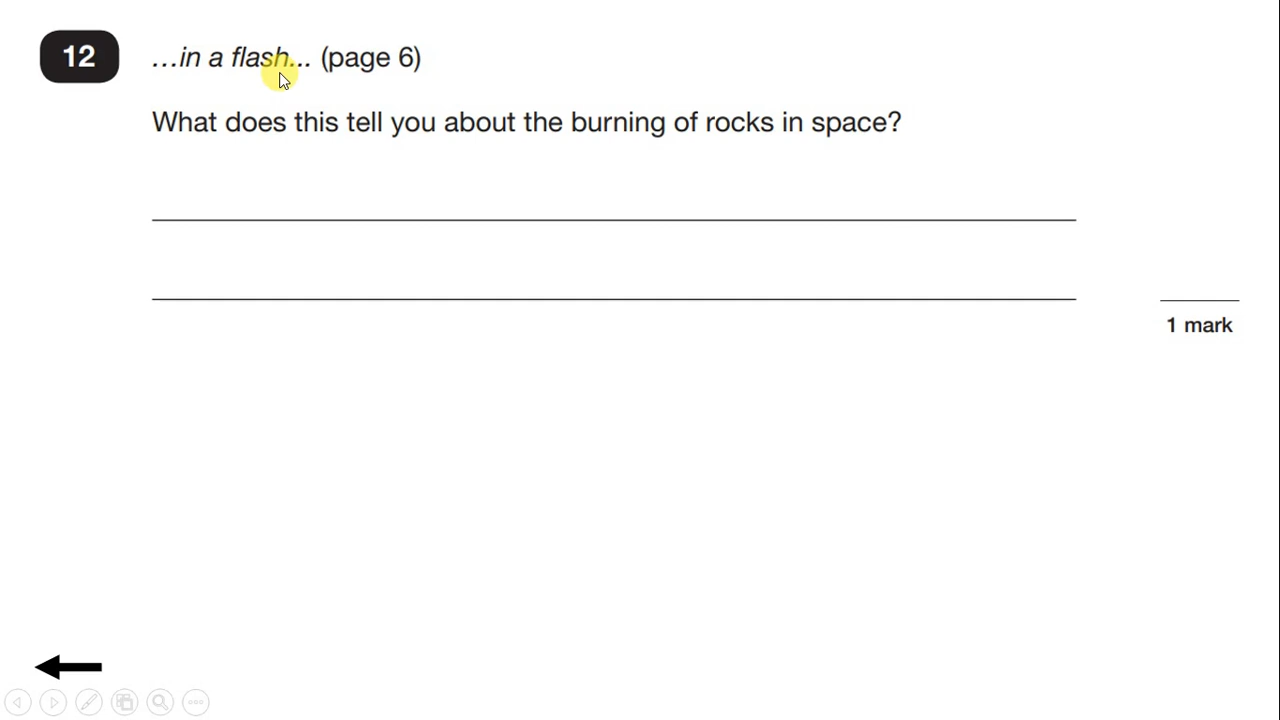 12 …in a flash... (page 6)
What does this tell you about the burning of rocks in space?
1 mark